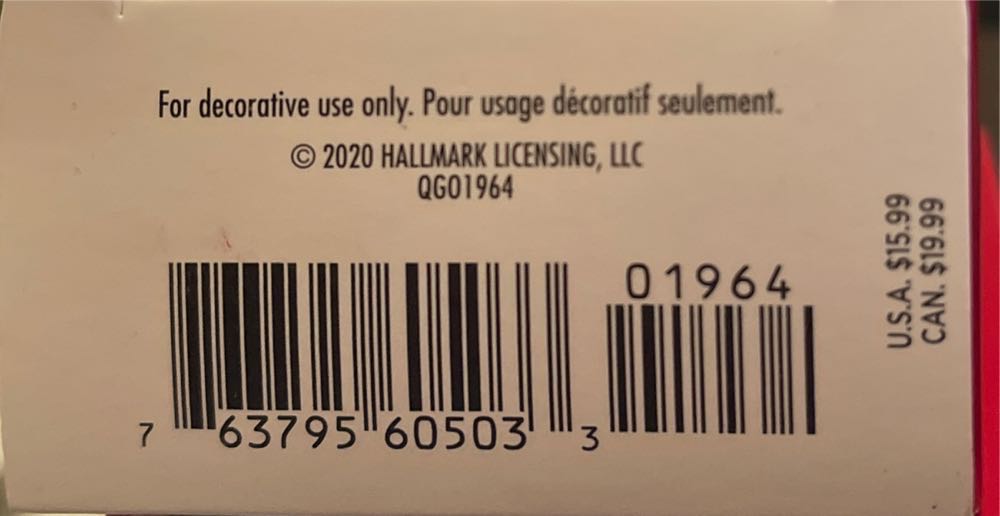 For decorative use only. Pour usage décoratif seulement.
© 2020 HALLMARK LICENSING, LLC
QGO1964
01964
7 63795 60503 3
U.S.A. $15.99
CAN. $19.99